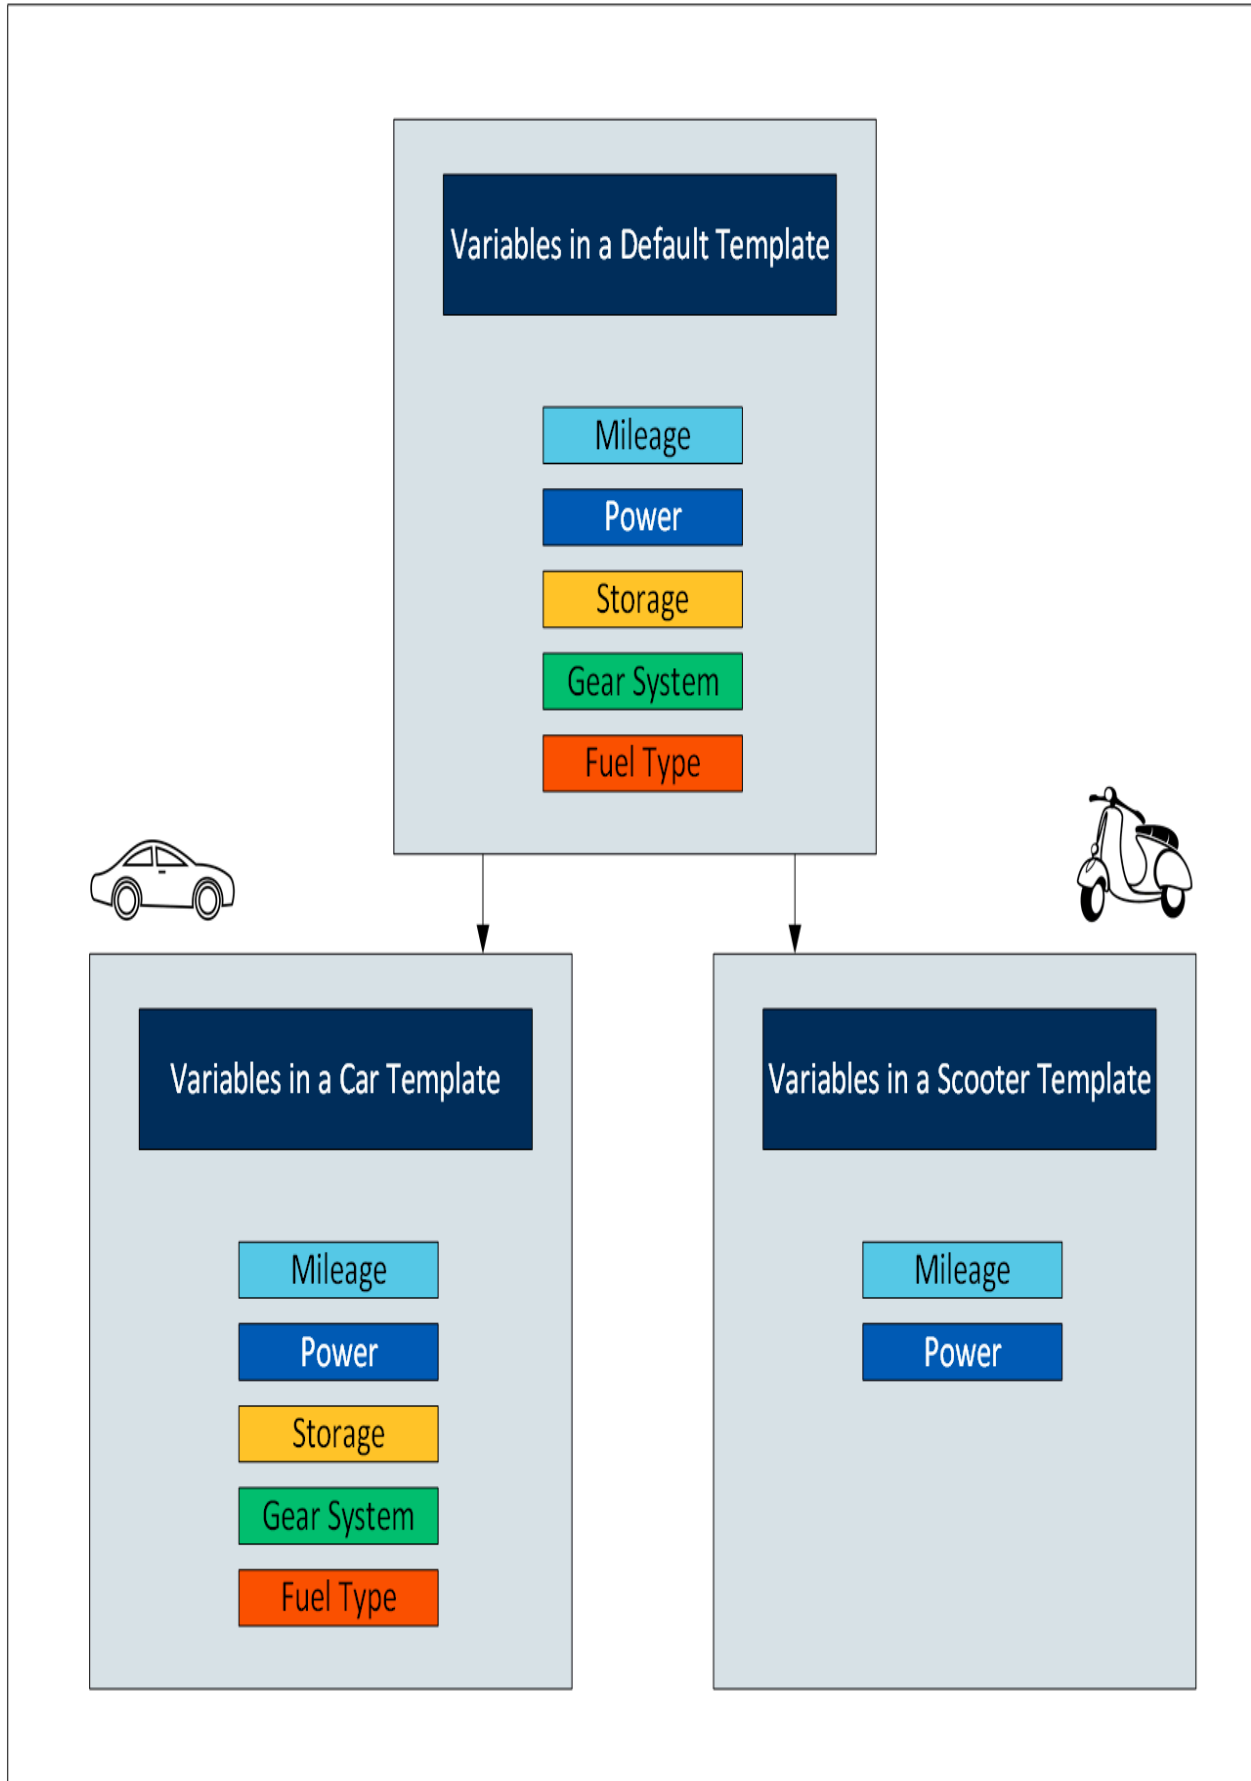 Variables in a Default Template
Mileage
Power
Storage
Gear System
Fuel Type
Variables in a Car Template
Mileage
Power
Storage
Gear System
Fuel Type
Variables in a Scooter Template
Mileage
Power